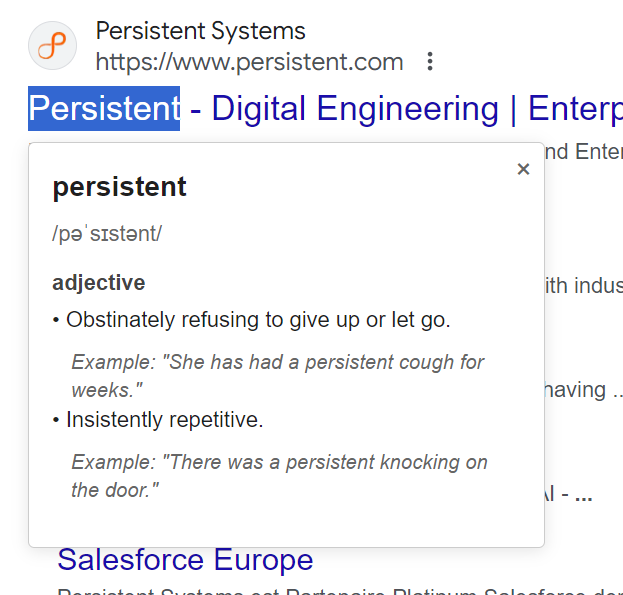 Persistent Systems
https://www.persistent.com
Persistent - Digital Engineering | Enterp
nd Enter
persistent
/pəˈsɪstənt/
adjective
ith indus
• Obstinately refusing to give up or let go.
Example: "She has had a persistent cough for
weeks."
having ..
• Insistently repetitive.
Example: "There was a persistent knocking on
the door."
AI - ...
Salesforce Europe
Persistent Systems est Partenaire Platinum Salesforce der